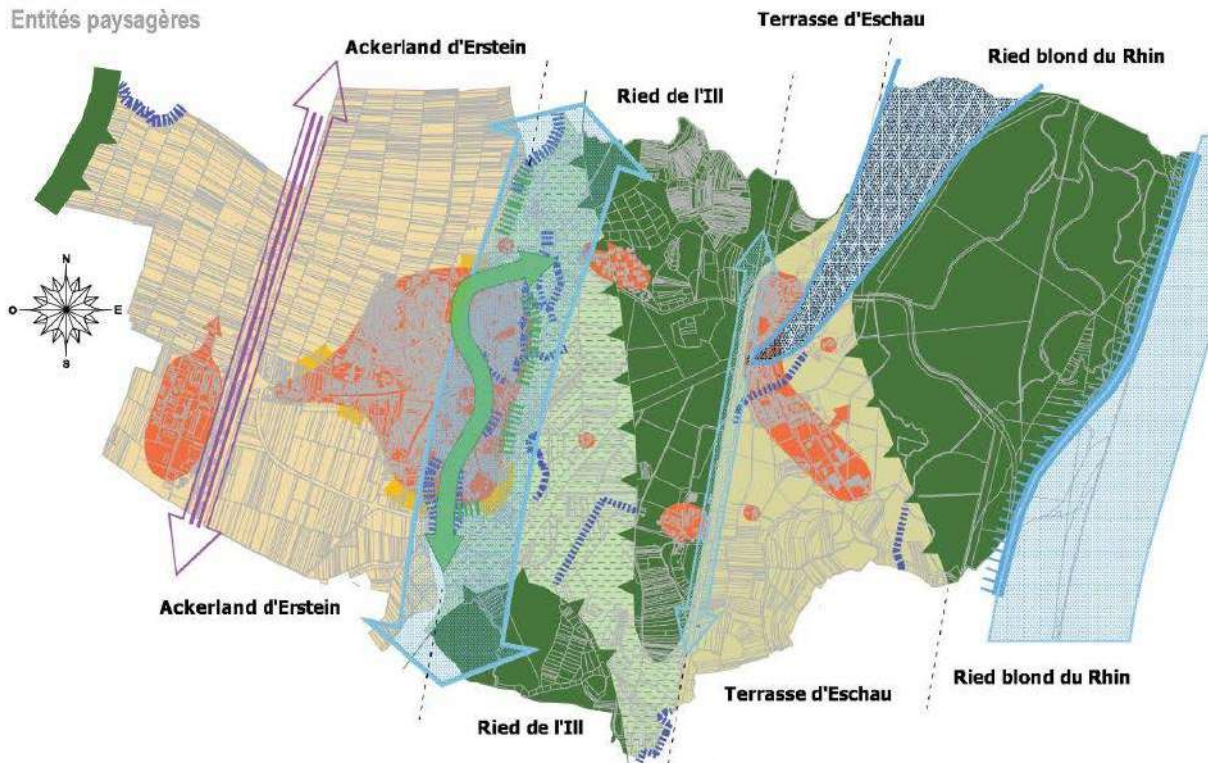 Entités paysagères
Terrasse d'Eschau
Ackerland d'Erstein
Ried blond du Rhin
Ried de l'Ill
N
O
E
S
Ackerland d'Erstein
Ried blond du Rhin
Terrasse d'Eschau
Ried de l'Ill